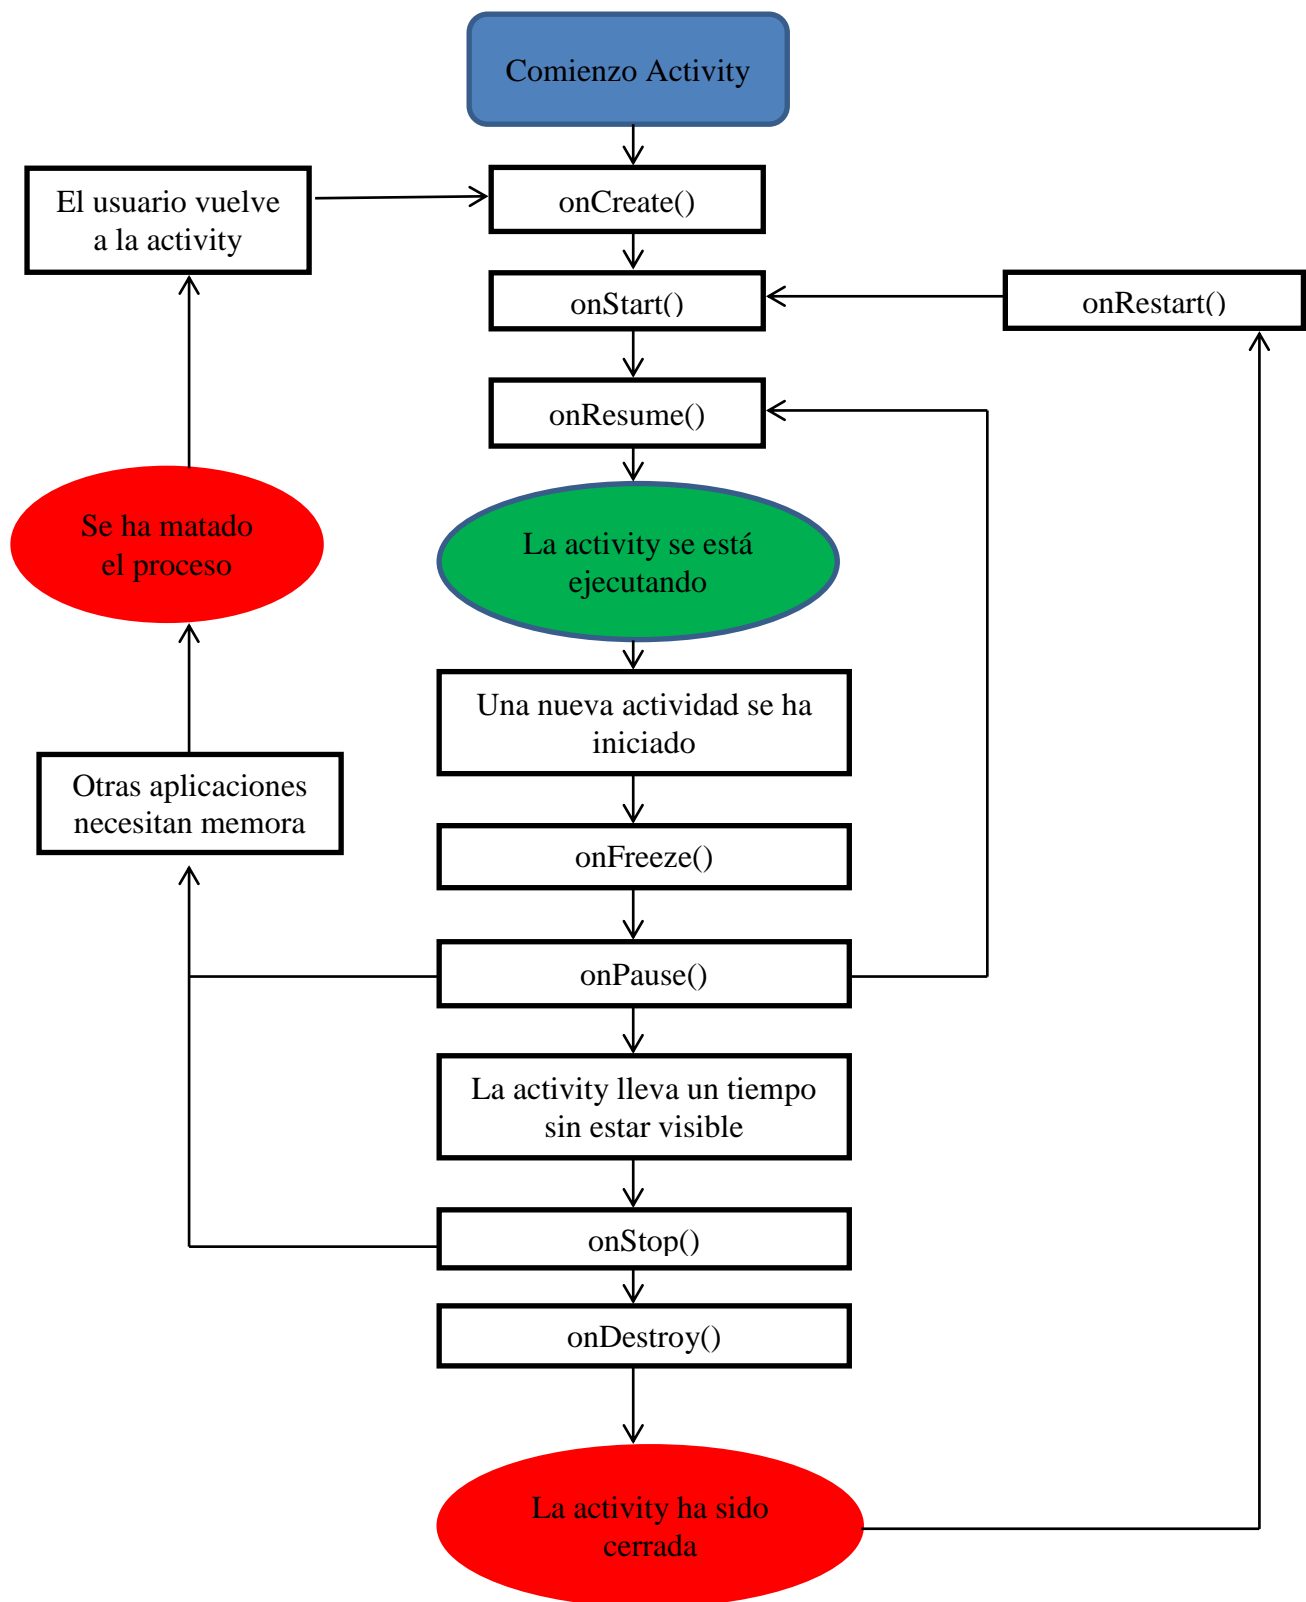 Comienzo Activity
El usuario vuelve
a la activity
onCreate()
onStart()
onRestart()
onResume()
Se ha matado
el proceso
La activity se está
ejecutando
Una nueva actividad se ha
iniciado
Otras aplicaciones
necesitan memora
onFreeze()
onPause()
La activity lleva un tiempo
sin estar visible
onStop()
onDestroy()
La activity ha sido
cerrada